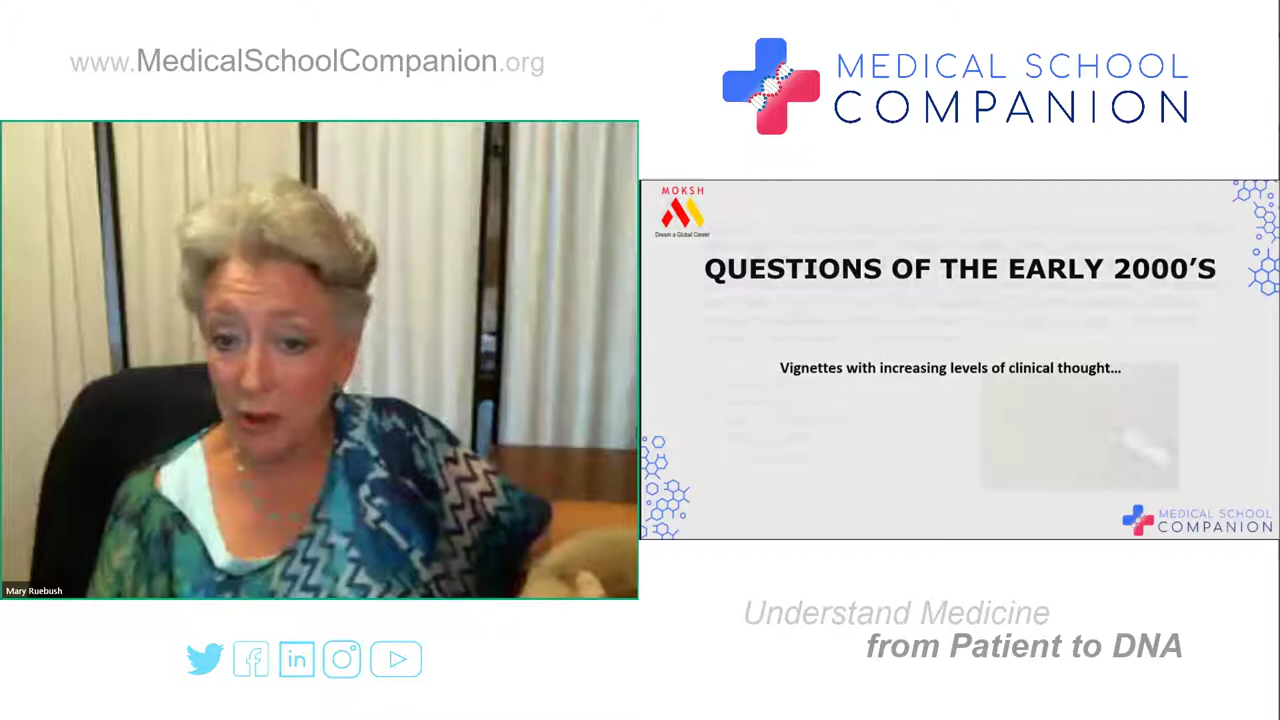 www.MedicalSchoolCompanion.org
MEDICAL SCHOOL
COMPANION
MOKSH
Dream a Global Career
QUESTIONS OF THE EARLY 2000'S
Vignettes with increasing levels of clinical thought...
MEDICAL SCHOOL
COMPANION
Mary Ruebush
Understand Medicine
from Patient to DNA